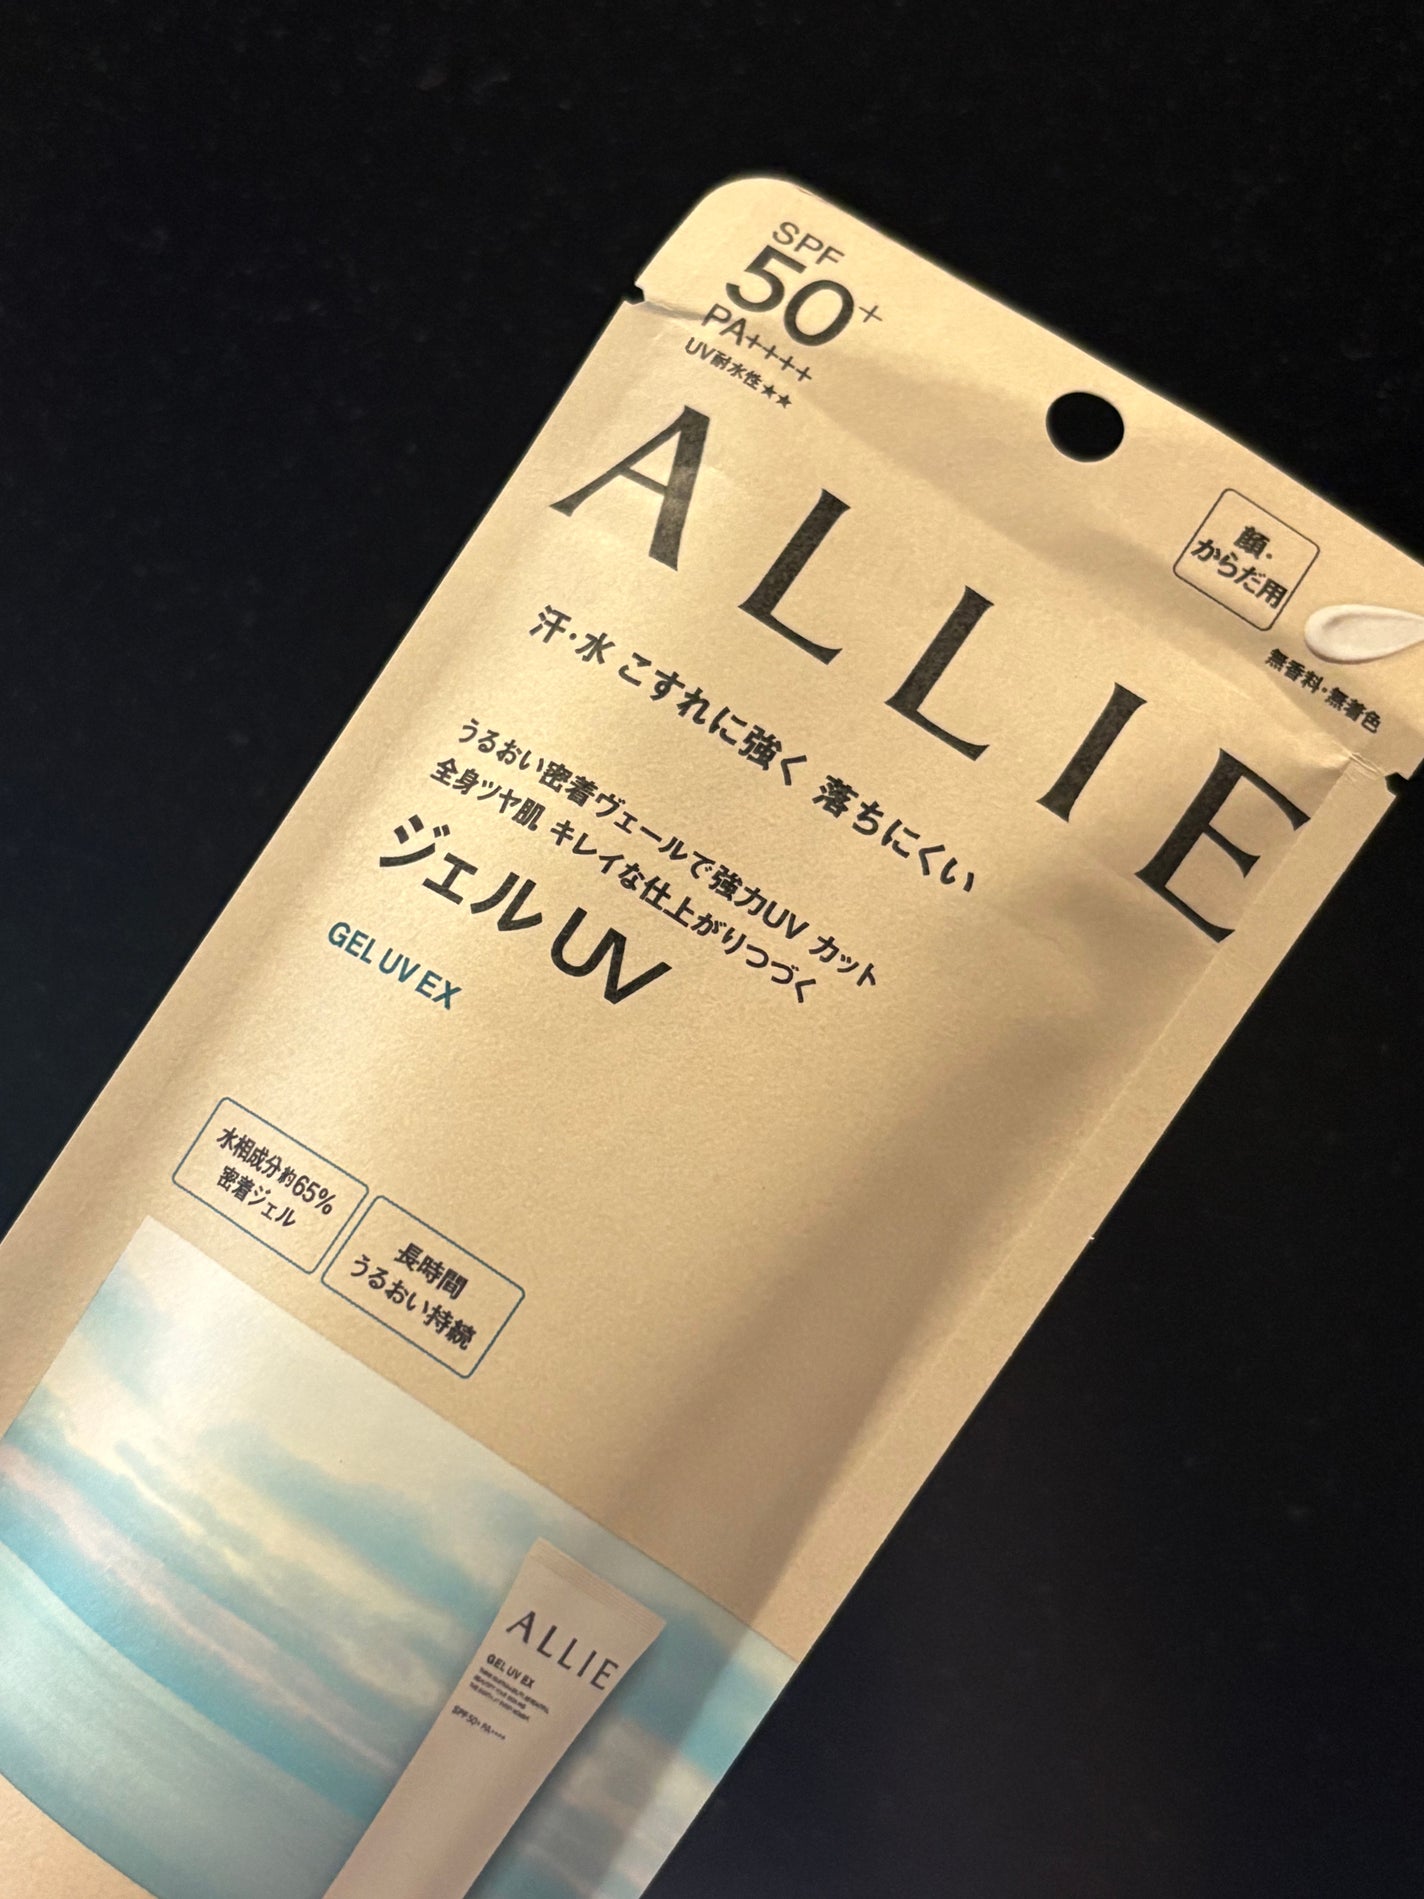 SPF
50+
PA++++
UV耐水性★★
ALLIE
顔・
からだ用
無香料・無着色
汗・水 こすれに強く 落ちにくい
うるおい密着ヴェールで強力UV カット
全身ツヤ肌 キレイな仕上がりつづく
ジェル UV
GEL UV EX
水相成分約65%
密着ジェル
長時間
うるおい持続
ALLIE
GEL UV EX
SPF 50+ PA++++